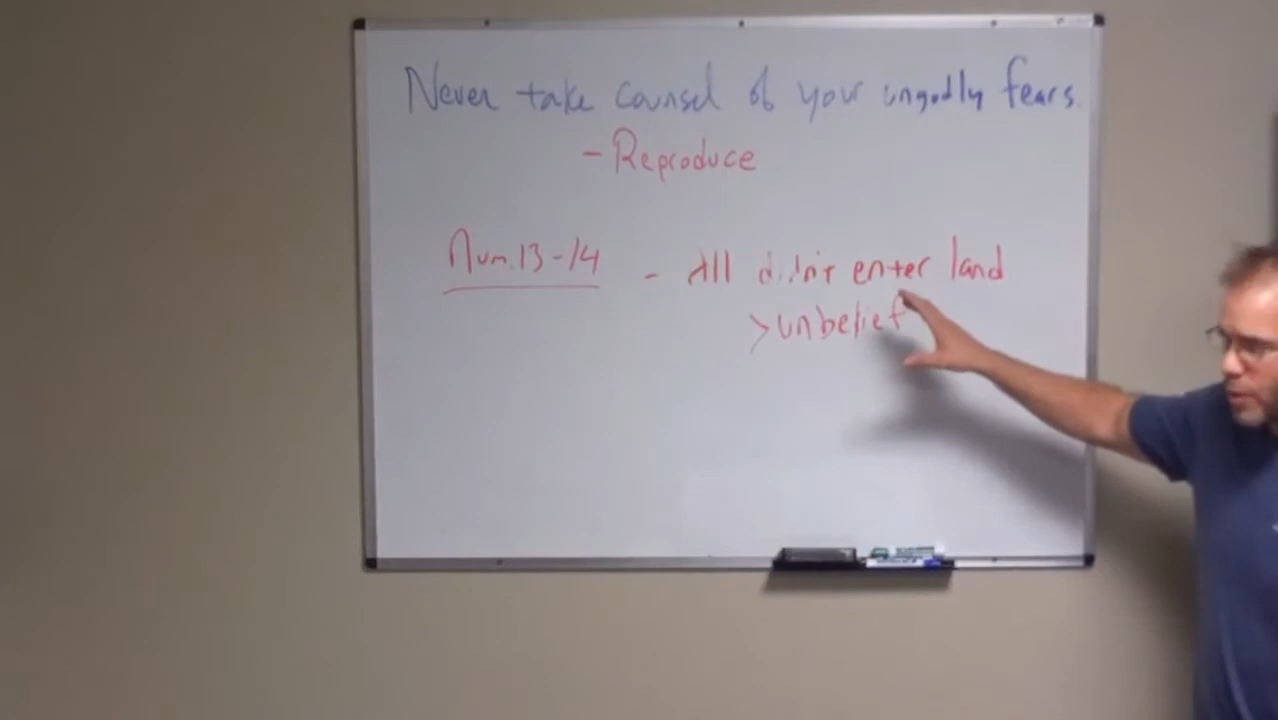 Never take counsel of your ungodly fears.
- Reproduce
Num. 13-14 - All didn't enter land
> unbelief